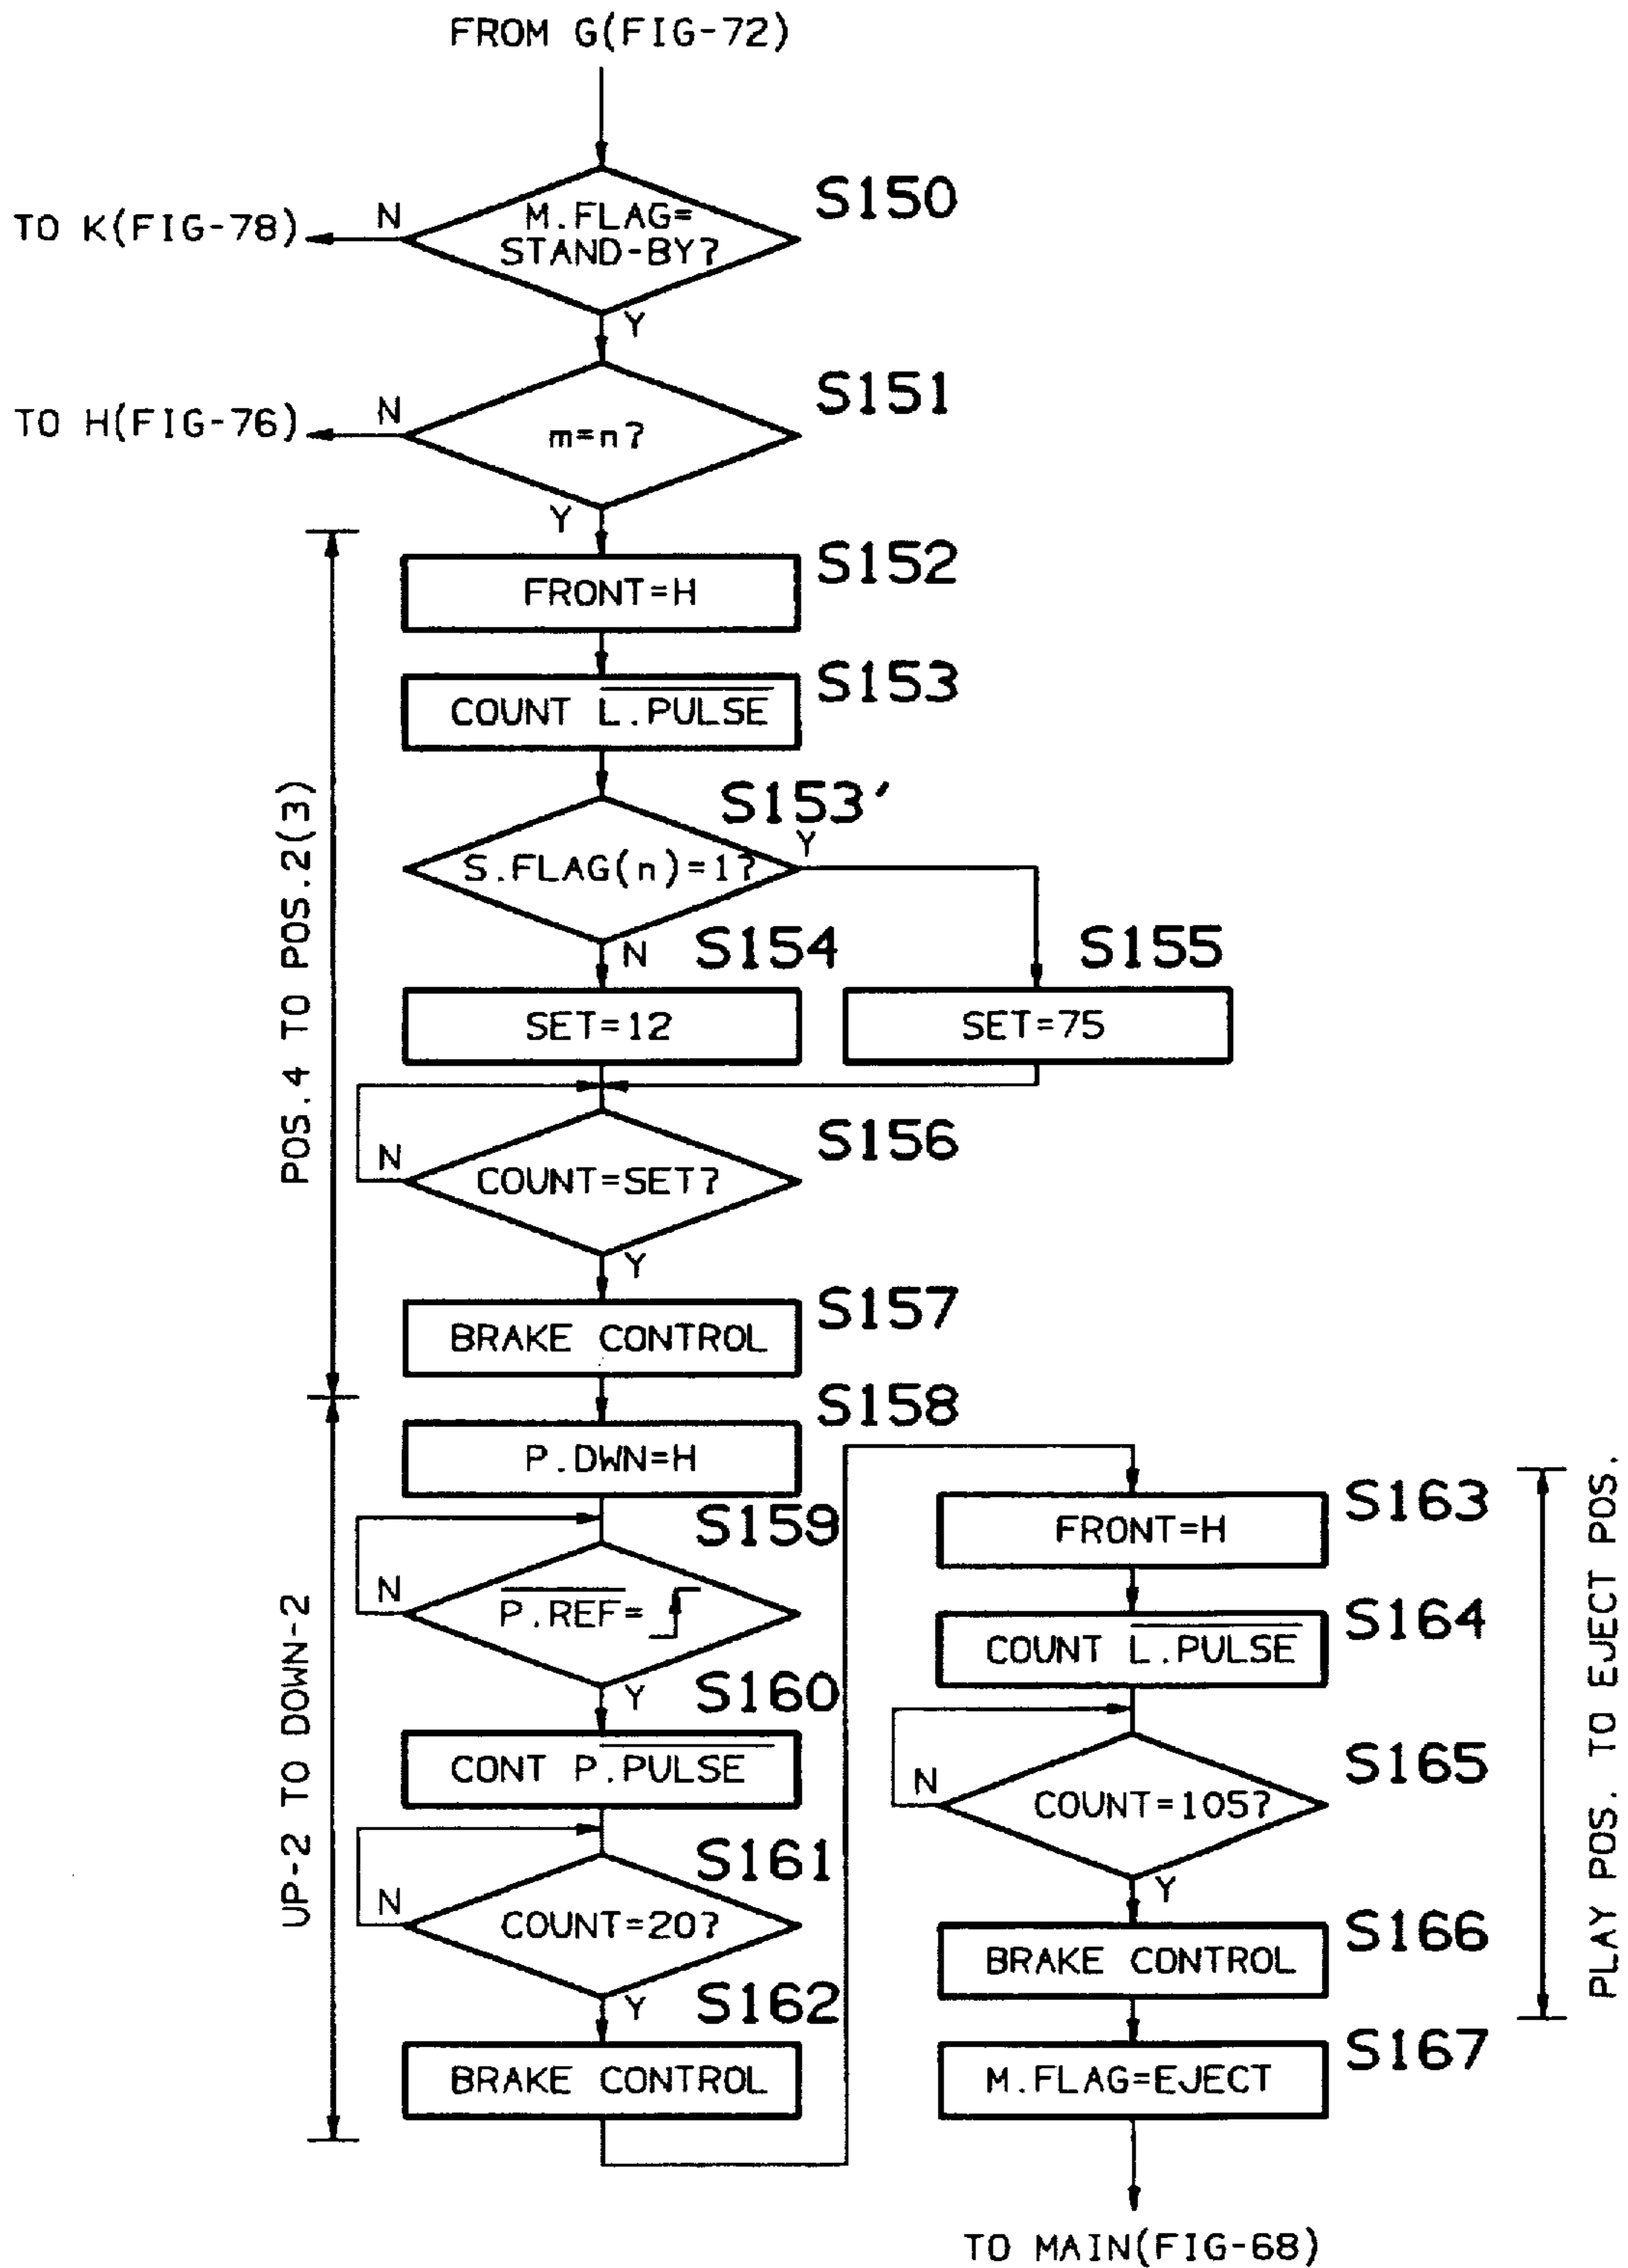 FROM G(FIG-72)
S150
M.FLAG=
STAND-BY?
N
TO K(FIG-78)
Y
S151
m=n?
N
TO H(FIG-76)
Y
POS.4 TO POS.2(3)
S152
FRONT=H
S153
COUNT L.PULSE
S153'
S.FLAG(n)=1?
Y
N
S154
SET=12
S155
SET=75
S156
COUNT=SET?
N
Y
S157
BRAKE CONTROL
UP-2 TO DOWN-2
S158
P.DWN=H
S159
P.REF=
N
Y
S160
CONT P.PULSE
S161
COUNT=20?
N
Y
S162
BRAKE CONTROL
PLAY POS. TO EJECT POS.
S163
FRONT=H
S164
COUNT L.PULSE
S165
COUNT=105?
N
Y
S166
BRAKE CONTROL
S167
M.FLAG=EJECT
TO MAIN(FIG-68)